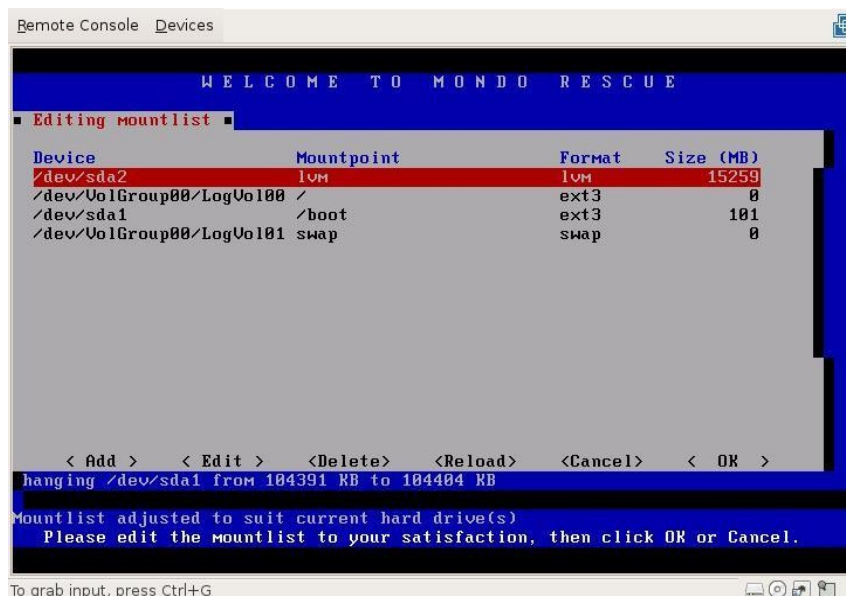 Remote Console Devices
WELCOME TO MONDO RESCUE
Editing mountlist
Device Mountpoint Format Size (MB)
/dev/sda2 lvm lvm 15259
/dev/VolGroup00/LogVol00 / ext3 0
/dev/sda1 /boot ext3 101
/dev/VolGroup00/LogVol01 swap swap 0
< Add > < Edit > <Delete> <Reload> <Cancel> < OK >
hanging /dev/sda1 from 104391 KB to 104404 KB
Mountlist adjusted to suit current hard drive(s)
Please edit the mountlist to your satisfaction, then click OK or Cancel.
To grab input, press Ctrl+G